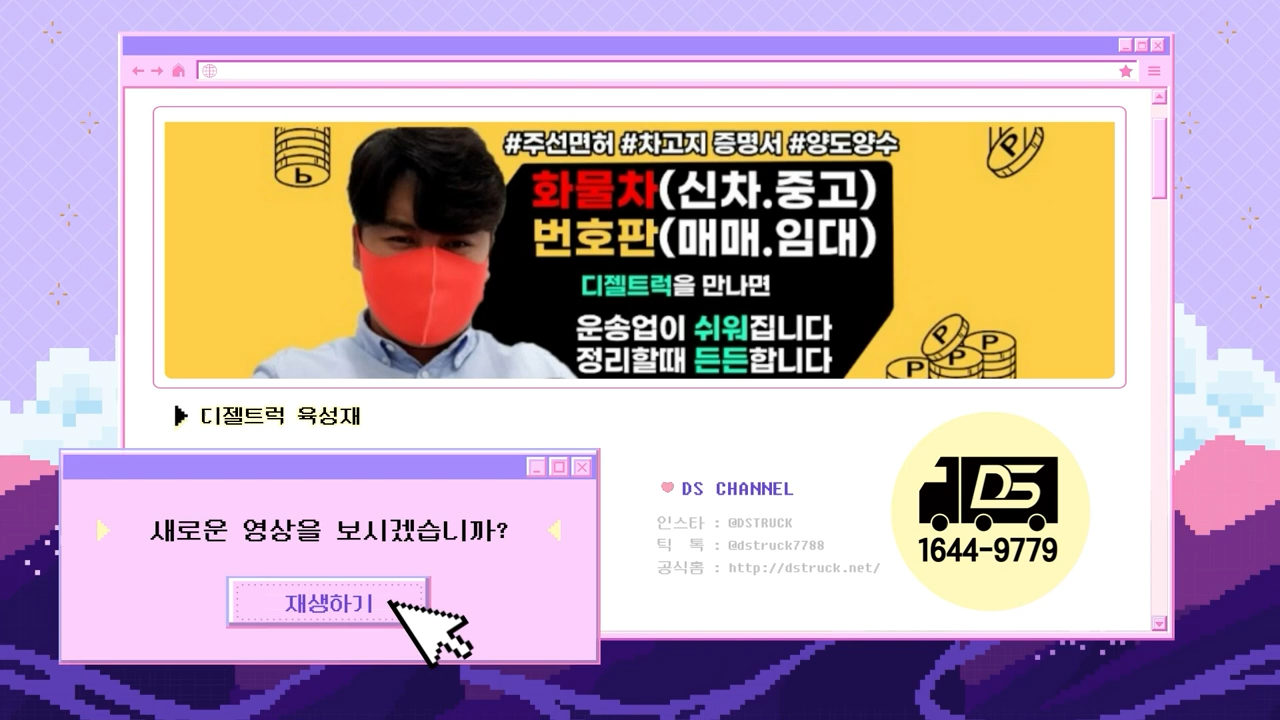 #주선면허 #차고지 증명서 #양도양수
화물차(신차.중고)
번호판(매매.임대)
디젤트럭을 만나면
운송업이 쉬워집니다
정리할때 든든합니다
P
P
P
P
P
디젤트럭 육성재
새로운 영상을 보시겠습니까?
재생하기
DS CHANNEL
인스타 : @DSTRUCK
틱 톡 : @dstruck7788
공식홈 : http://dstruck.net/
DS
1644-9779